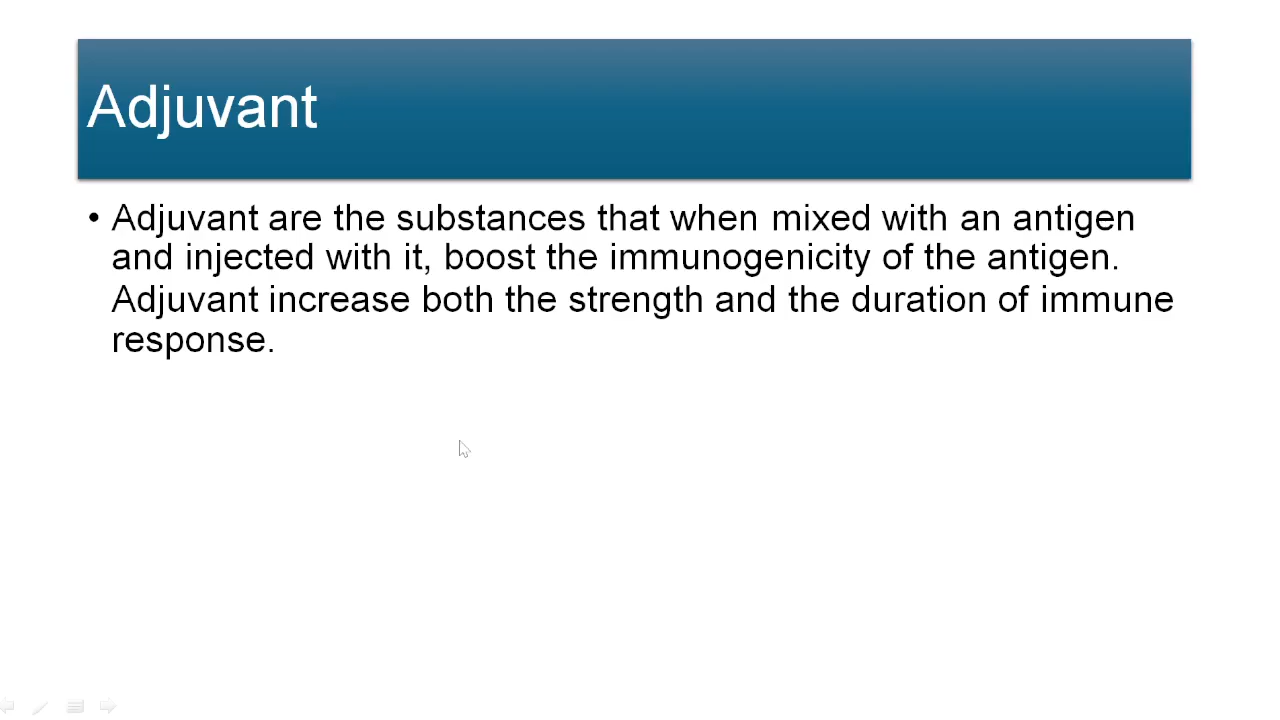 Adjuvant
• Adjuvant are the substances that when mixed with an antigen
and injected with it, boost the immunogenicity of the antigen.
Adjuvant increase both the strength and the duration of immune
response.